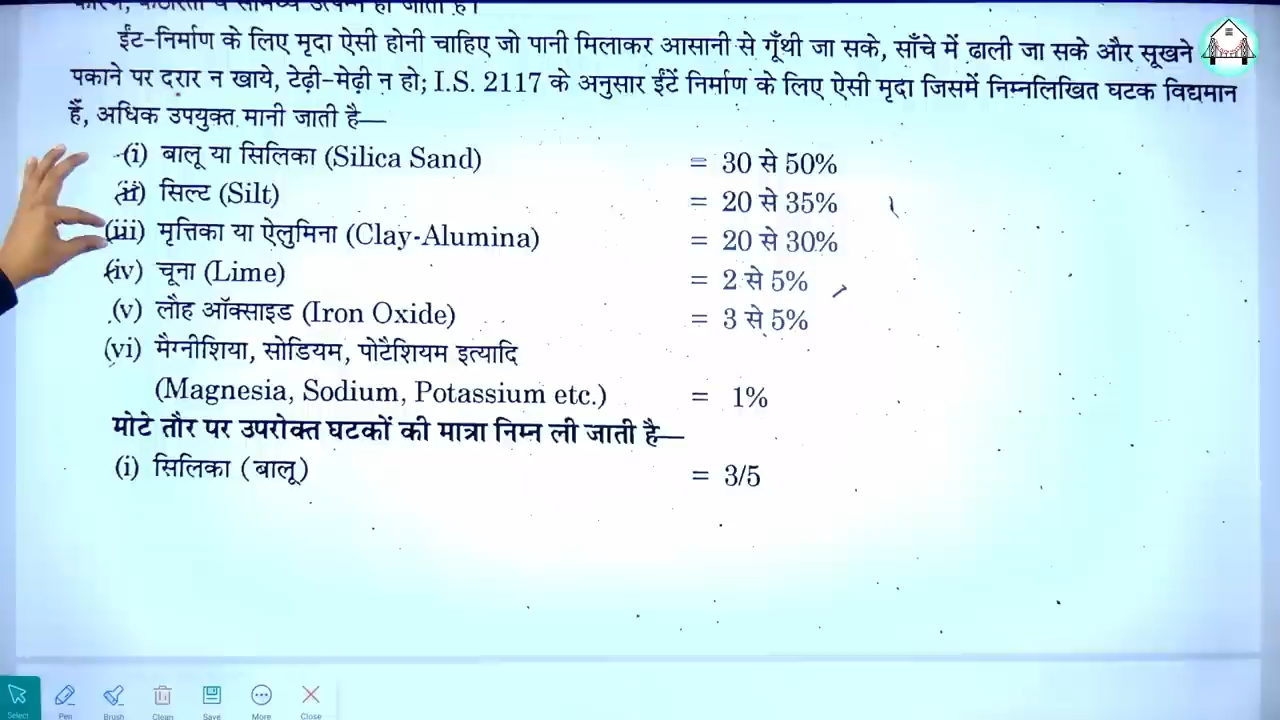 ईंट-निर्माण के लिए मृदा ऐसी होनी चाहिए जो पानी मिलाकर आसानी से गूँथी जा सके, साँचे में ढाली जा सके और सूखने
पकाने पर दरार न खाये, टेढ़ी-मेढ़ी न हो; I.S. 2117 के अनुसार ईंटें निर्माण के लिए ऐसी मृदा जिसमें निम्नलिखित घटक विद्यमान
हैं, अधिक उपयुक्त मानी जाती है—
(i) बालू या सिलिका (Silica Sand) = 30 से 50%
(ii) सिल्ट (Silt) = 20 से 35%
(iii) मृत्तिका या ऐलुमिना (Clay-Alumina) = 20 से 30%
(iv) चूना (Lime) = 2 से 5%
(v) लौह ऑक्साइड (Iron Oxide) = 3 से 5%
(vi) मैग्नीशिया, सोडियम, पोटैशियम इत्यादि
(Magnesia, Sodium, Potassium etc.) = 1%
मोटे तौर पर उपरोक्त घटकों की मात्रा निम्न ली जाती है—
(i) सिलिका (बालू) = 3/5
Select Pen Brush Clean Save More Close